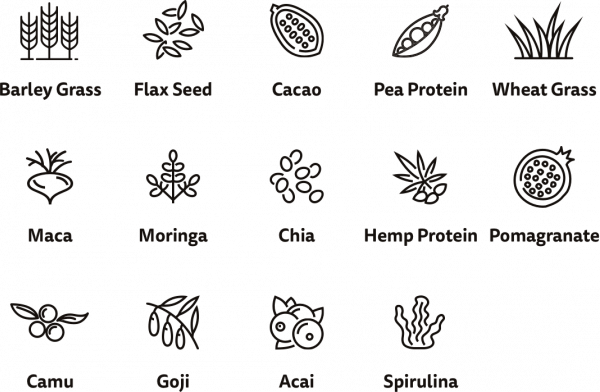 Barley Grass Flax Seed Cacao Pea Protein Wheat Grass
Maca Moringa Chia Hemp Protein Pomagranate
Camu Goji Acai Spirulina